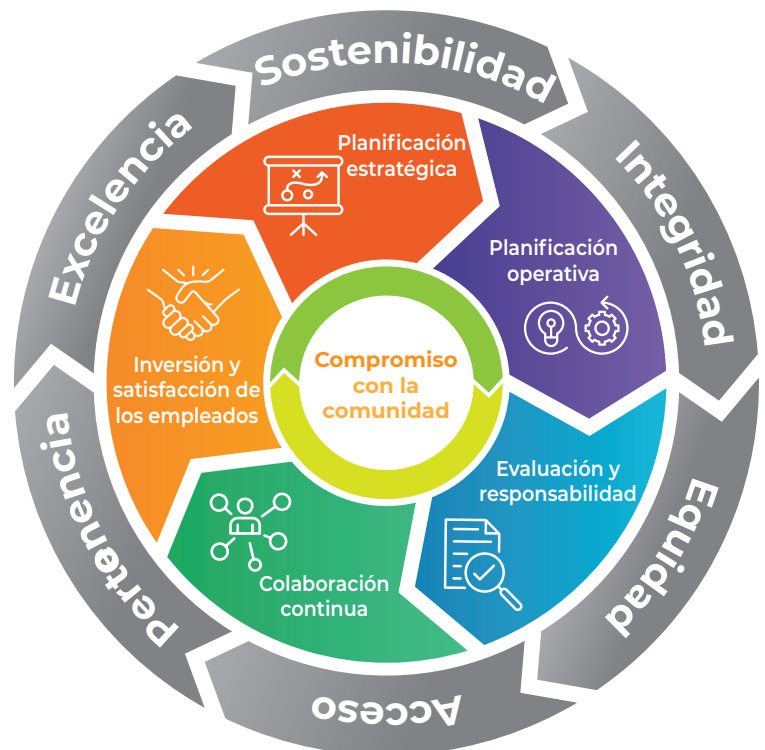 Sostenibilidad
Integridad
Equidad
Acceso
Pertenencia
Excelencia
Planificación
estratégica
Planificación
operativa
Evaluación y
responsabilidad
Colaboración
continua
Inversión y
satisfacción de
los empleados
Compromiso
con la
comunidad